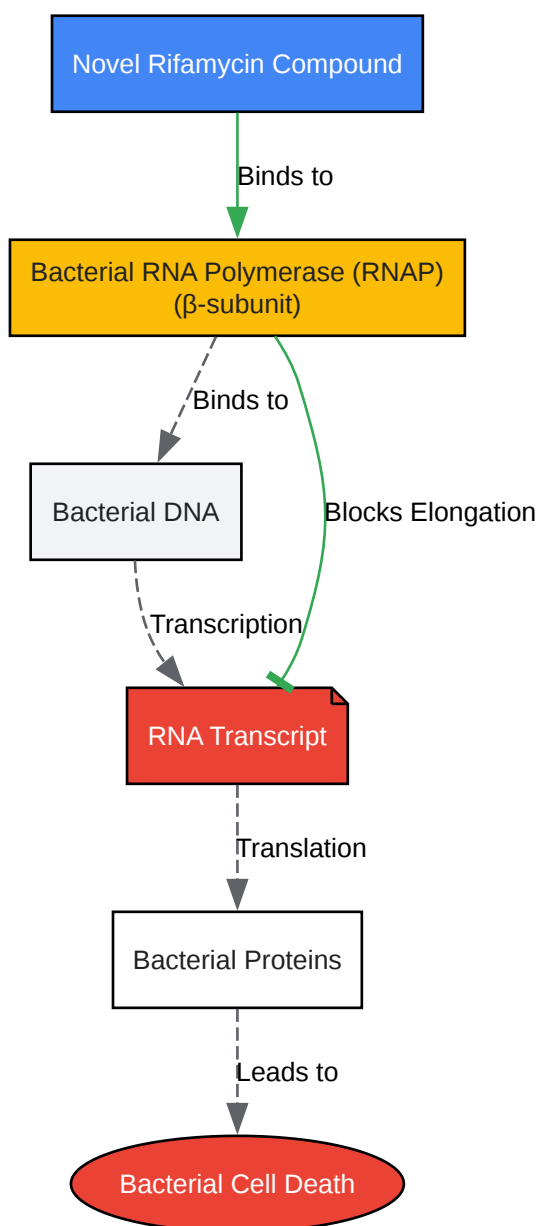 Novel Rifamycin Compound
Binds to
Bacterial RNA Polymerase (RNAP)
(β-subunit)
Binds to
Bacterial DNA
Blocks Elongation
Transcription
RNA Transcript
Translation
Bacterial Proteins
Leads to
Bacterial Cell Death